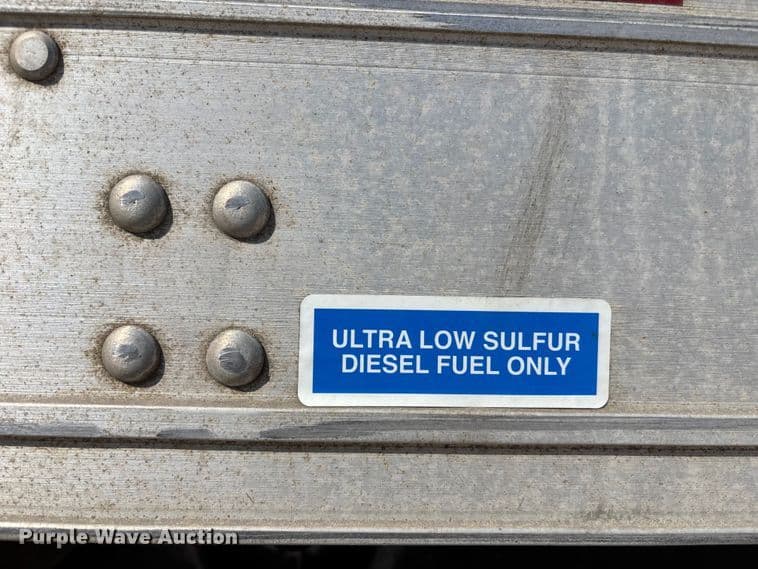 ULTRA LOW SULFUR
DIESEL FUEL ONLY
Purple Wave Auction